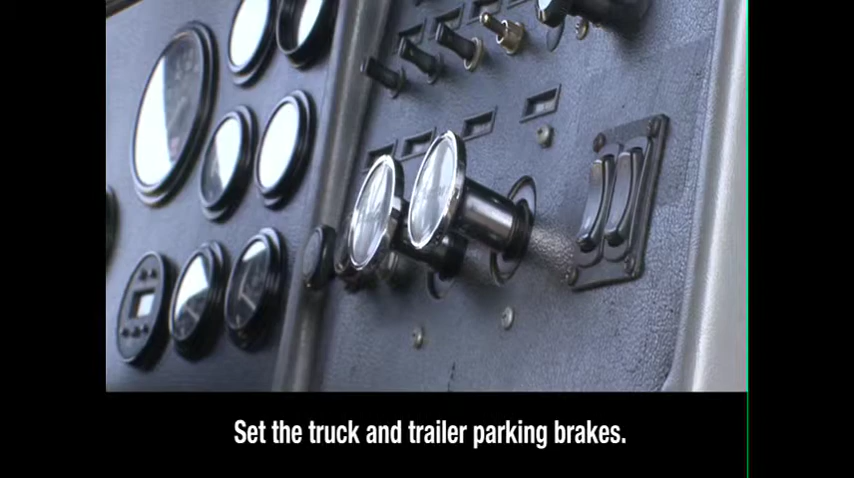 Set the truck and trailer parking brakes.